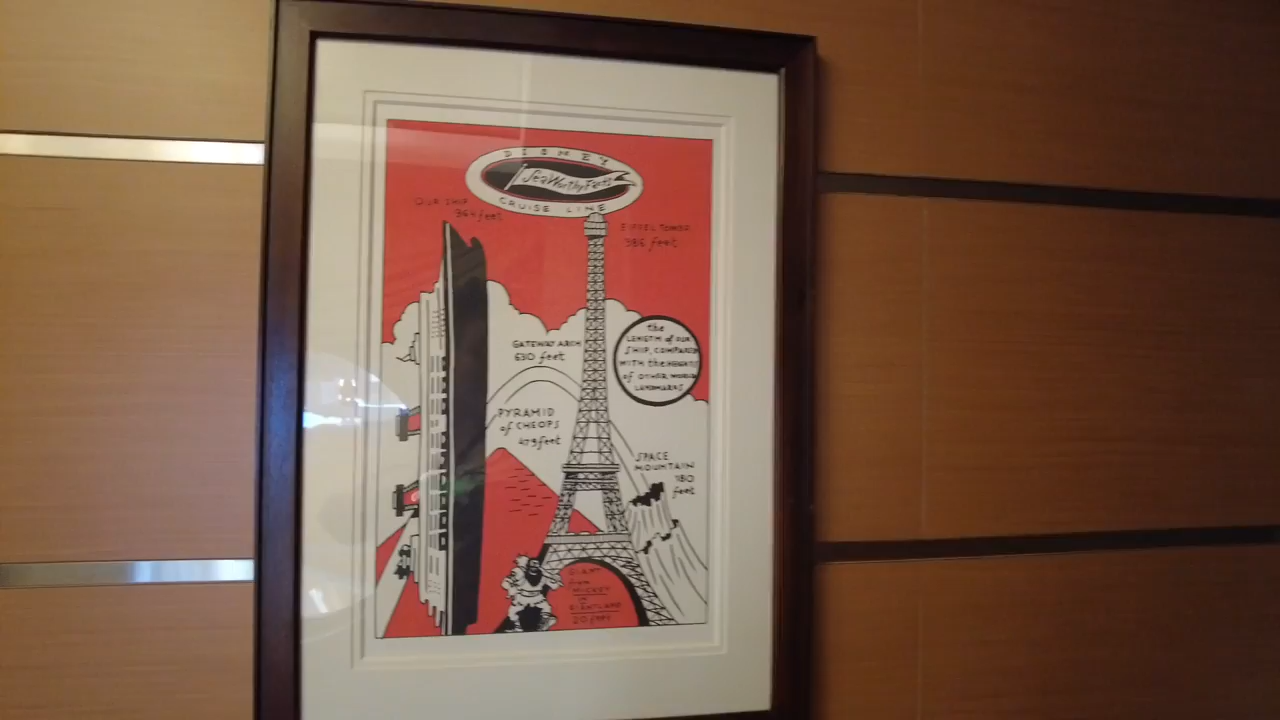 DISNEY
SeaWorthy Facts
CRUISE LINE
OUR SHIP
964 feet
EIFFEL TOWER
986 feet
the
LENGTH of OUR
SHIP, COMPARED
WITH the HEIGHTS
of OTHER WORLD
LANDMARKS
GATEWAY ARCH
630 feet
PYRAMID
of CHEOPS
479 feet
SPACE
MOUNTAIN
180
feet
GIANT
from
MICKEY
IN
GIANTLAND
20 feet